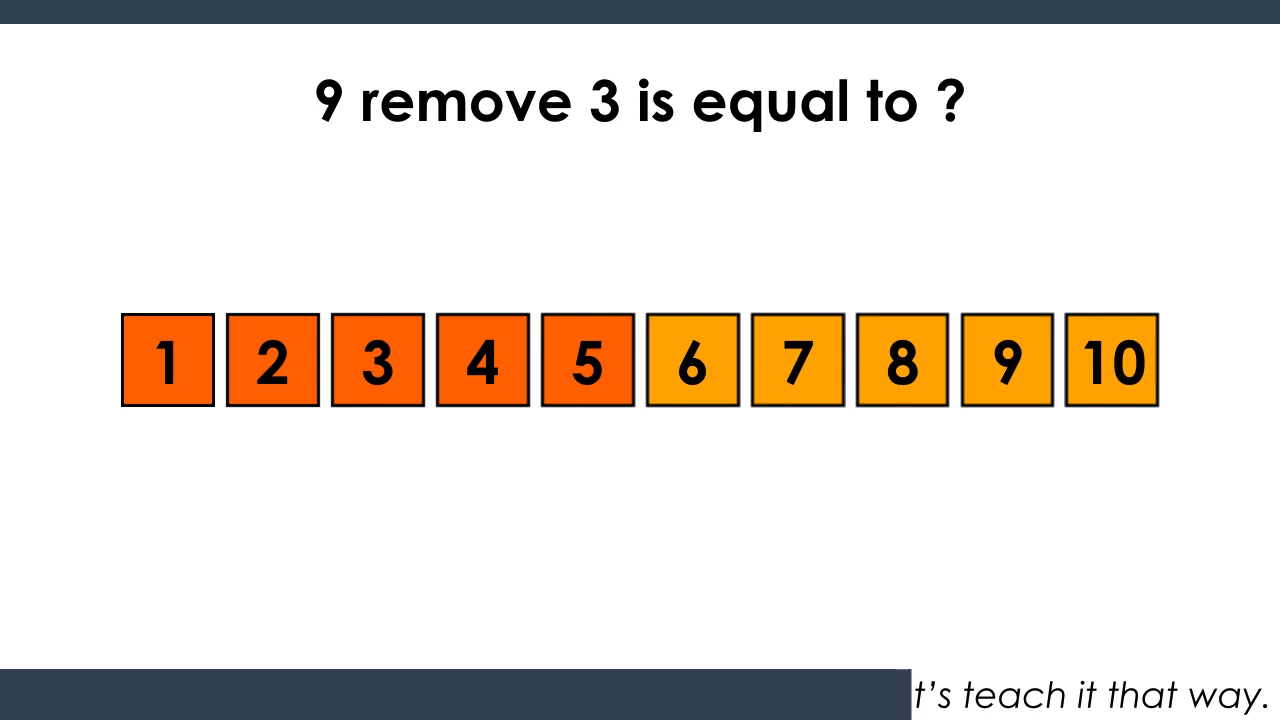 9 remove 3 is equal to ?
1 2 3 4 5 6 7 8 9 10
t’s teach it that way.